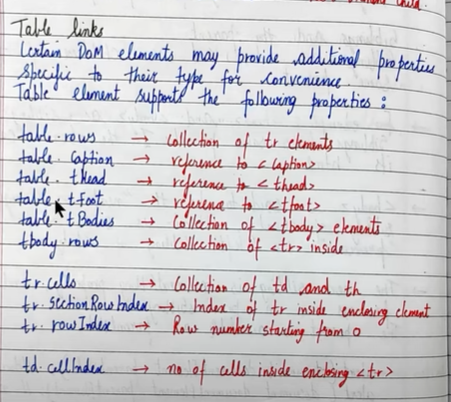 Table links
Certain DOM elements may provide additional properties
specific to their type for convenience
Table element supports the following properties :
table.rows → Collection of tr elements
table.caption → reference to <caption>
table.thead → reference to <thead>
table.tfoot → reference to <tfoot>
table.tBodies → Collection of <tbody> elements
tbody.rows → Collection of <tr> inside
tr.cells → Collection of td and th
tr.sectionRowIndex → Index of tr inside enclosing element
tr.rowIndex → Row number starting from 0
td.cellIndex → no of cells inside enclosing <tr>